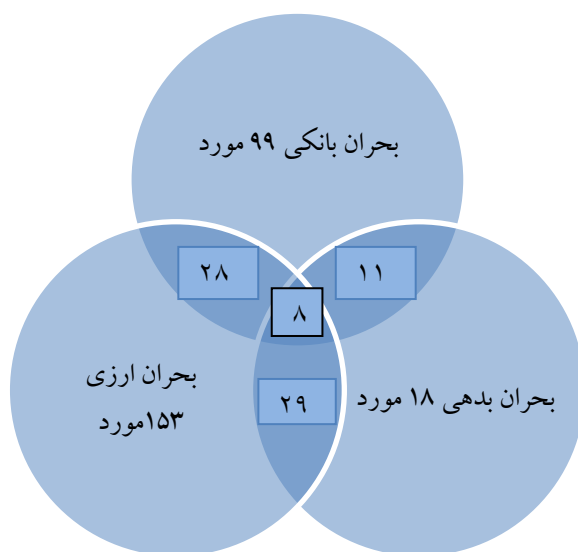 بحران بانکی ۹۹ مورد
۲۸
۱۱
۸
بحران ارزی
۱۵۳مورد
۲۹
بحران بدهی ۱۸ مورد